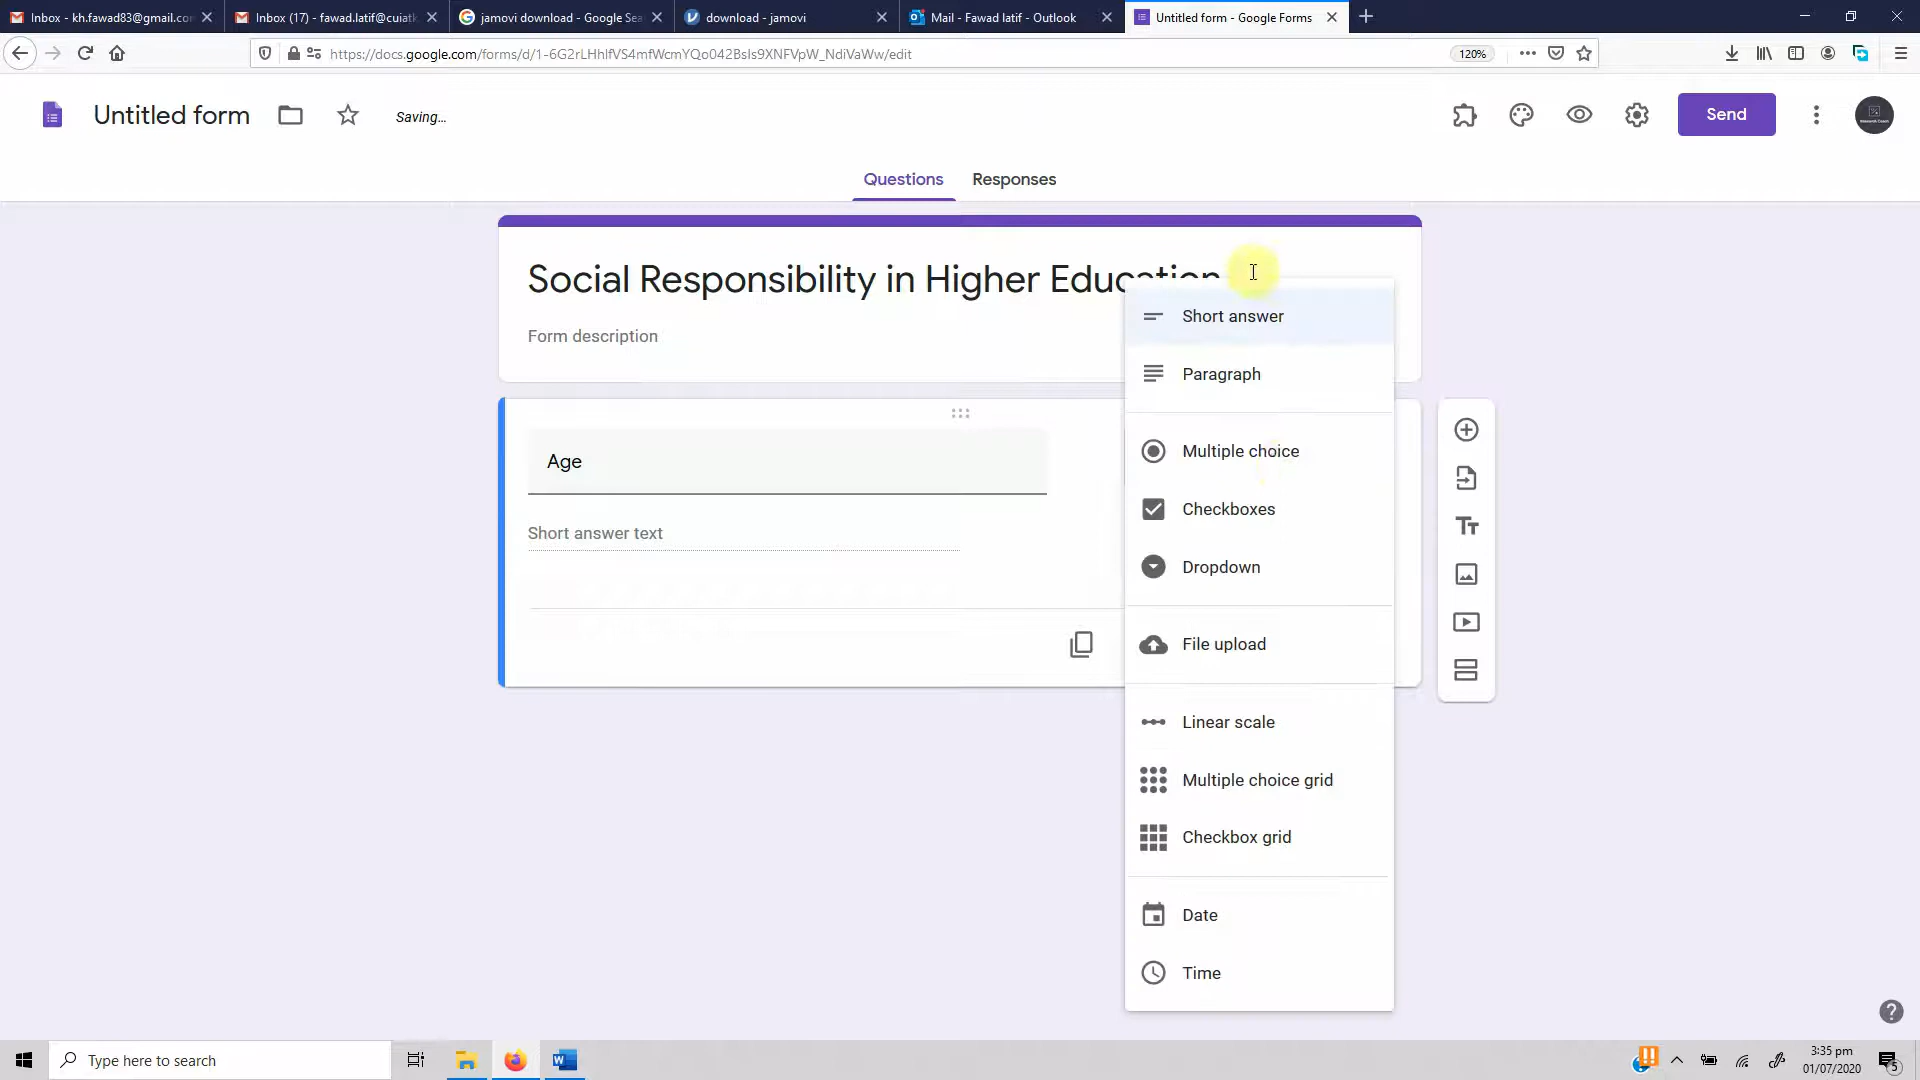 Inbox - kh.fawad83@gmail.co
Inbox (17) - fawad.latif@cuiatk
jamovi download - Google Sea
download - jamovi
Mail - Fawad latif - Outlook
Untitled form - Google Forms
https://docs.google.com/forms/d/1-6G2rLHhlfVS4mfWcmYQo042BsIs9XNFVpW_NdiVaWw/edit
120%
Untitled form
Saving...
Send
Questions
Responses
Social Responsibility in Higher Education
Form description
Age
Short answer text
Short answer
Paragraph
Multiple choice
Checkboxes
Dropdown
File upload
Linear scale
Multiple choice grid
Checkbox grid
Date
Time
Type here to search
3:35 pm
01/07/2020
5